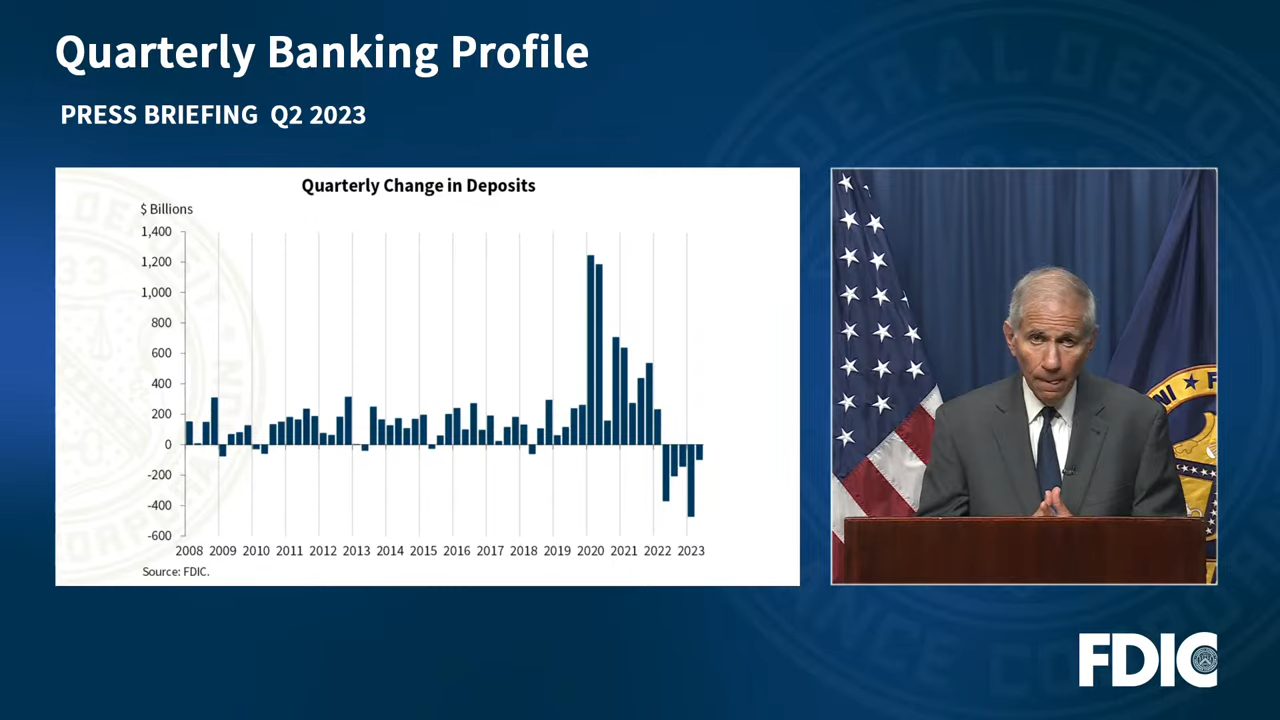 Quarterly Banking Profile
PRESS BRIEFING Q2 2023
Quarterly Change in Deposits
$ Billions
1,400
1,200
1,000
800
600
400
200
0
-200
-400
-600
2008 2009 2010 2011 2012 2013 2014 2015 2016 2017 2018 2019 2020 2021 2022 2023
Source: FDIC.
FDIC